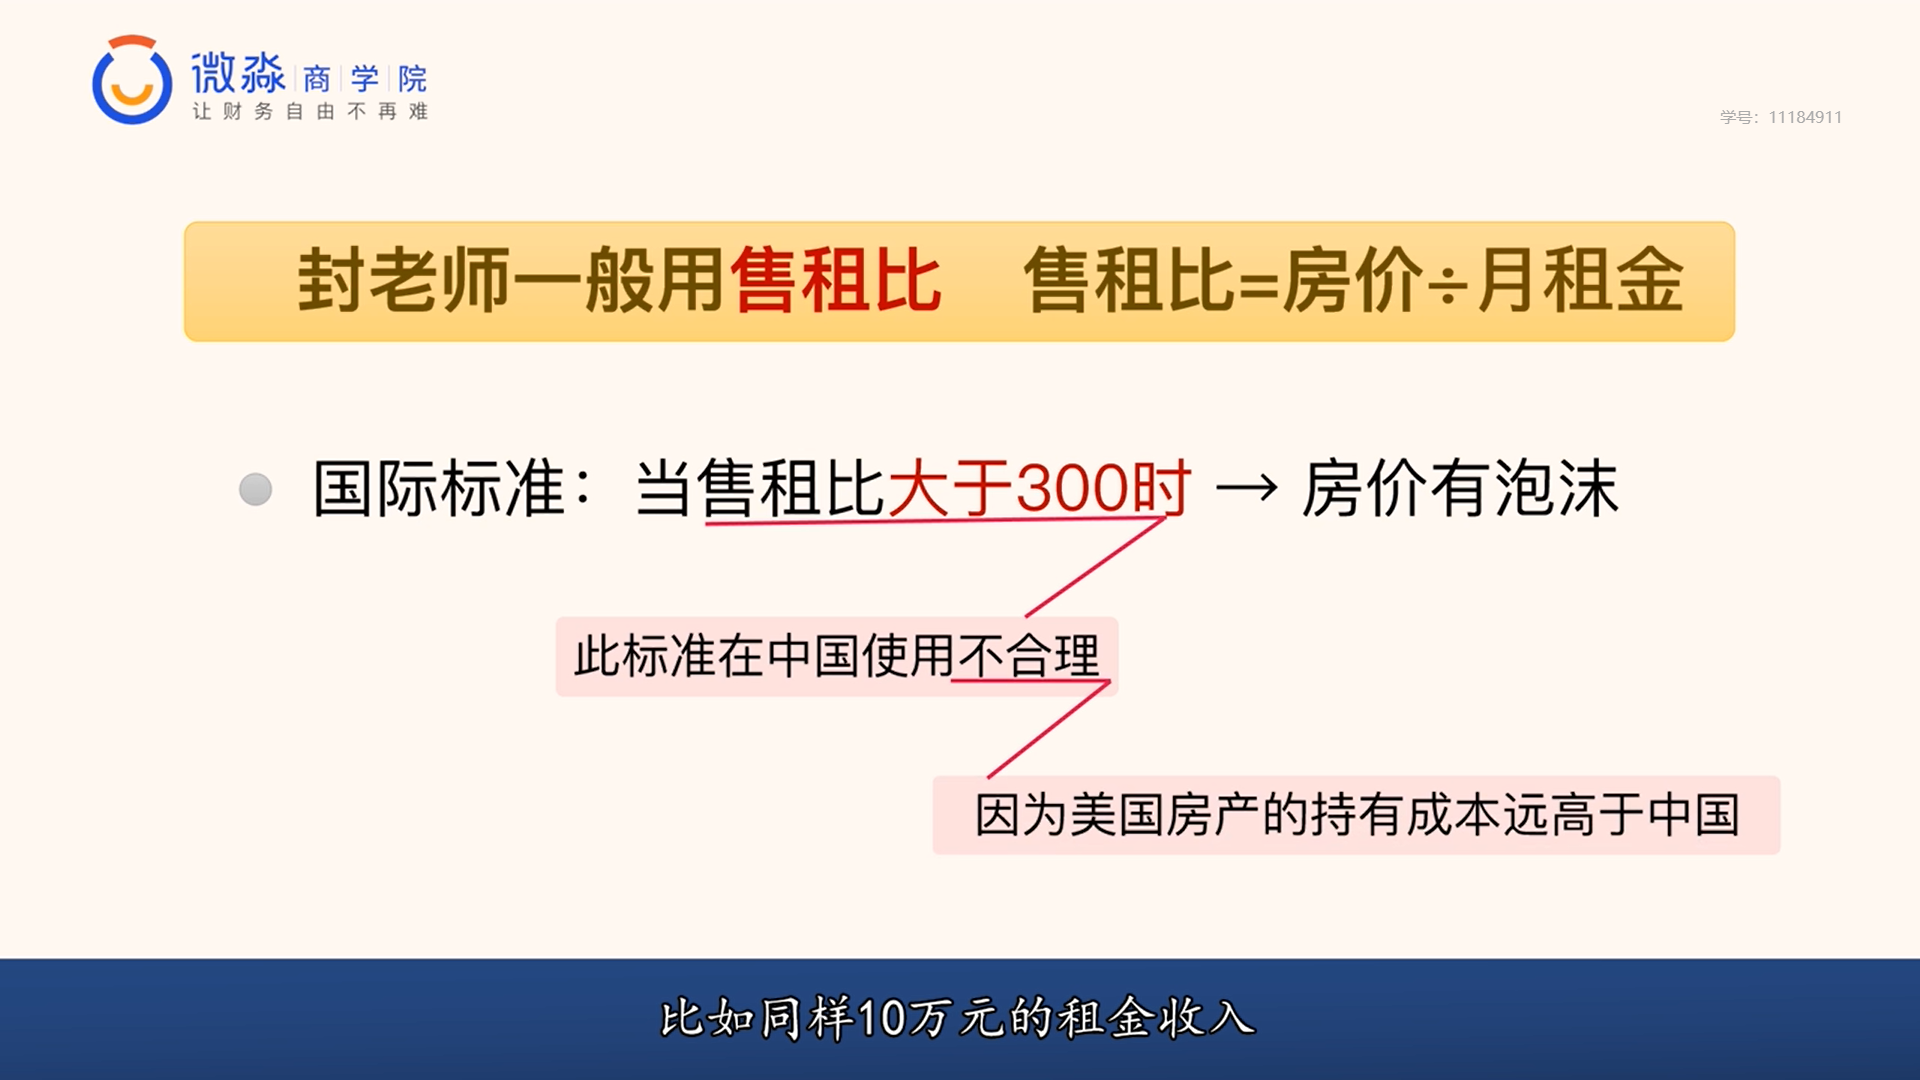 微淼 商 学 院
让财务自由不再难
学号：11184911
封老师一般用售租比 售租比=房价÷月租金
国际标准：当售租比大于300时 → 房价有泡沫
此标准在中国使用不合理
因为美国房产的持有成本远高于中国
比如同样10万元的租金收入